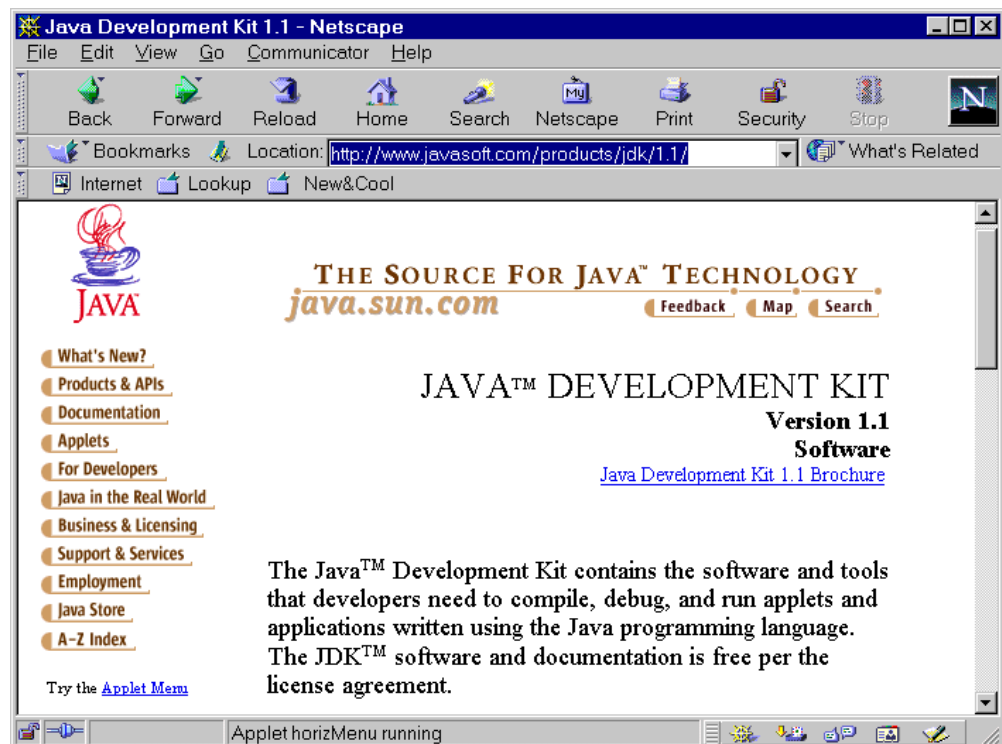 Java Development Kit 1.1 - Netscape
File Edit View Go Communicator Help
Back Forward Reload Home Search Netscape Print Security Stop
My
N
Bookmarks Location: http://www.javasoft.com/products/jdk/1.1/ What's Related
Internet Lookup New&Cool
JAVA
THE SOURCE FOR JAVA™ TECHNOLOGY
java.sun.com
Feedback Map Search
What's New?
Products & APIs
Documentation
Applets
For Developers
Java in the Real World
Business & Licensing
Support & Services
Employment
Java Store
A-Z Index
Try the Applet Menu
JAVA™ DEVELOPMENT KIT
Version 1.1
Software
Java Development Kit 1.1 Brochure
The Java™ Development Kit contains the software and tools
that developers need to compile, debug, and run applets and
applications written using the Java programming language.
The JDK™ software and documentation is free per the
license agreement.
Applet horizMenu running